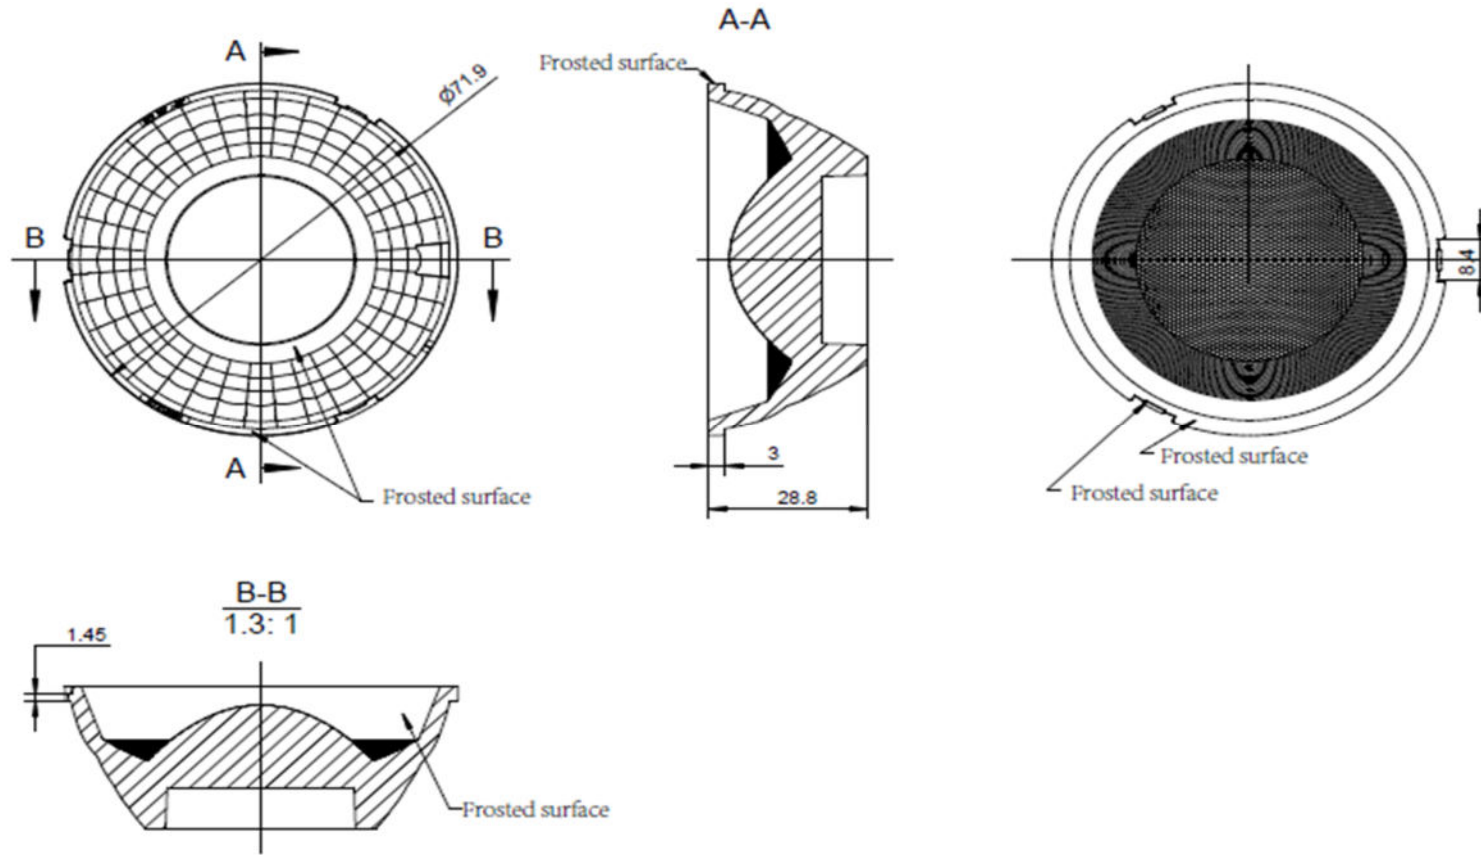 A-A
A
Frosted surface
Ø71.9
B
B
8.4
A
3
Frosted surface
Frosted surface
28.8
Frosted surface
B-B
1.3: 1
1.45
Frosted surface